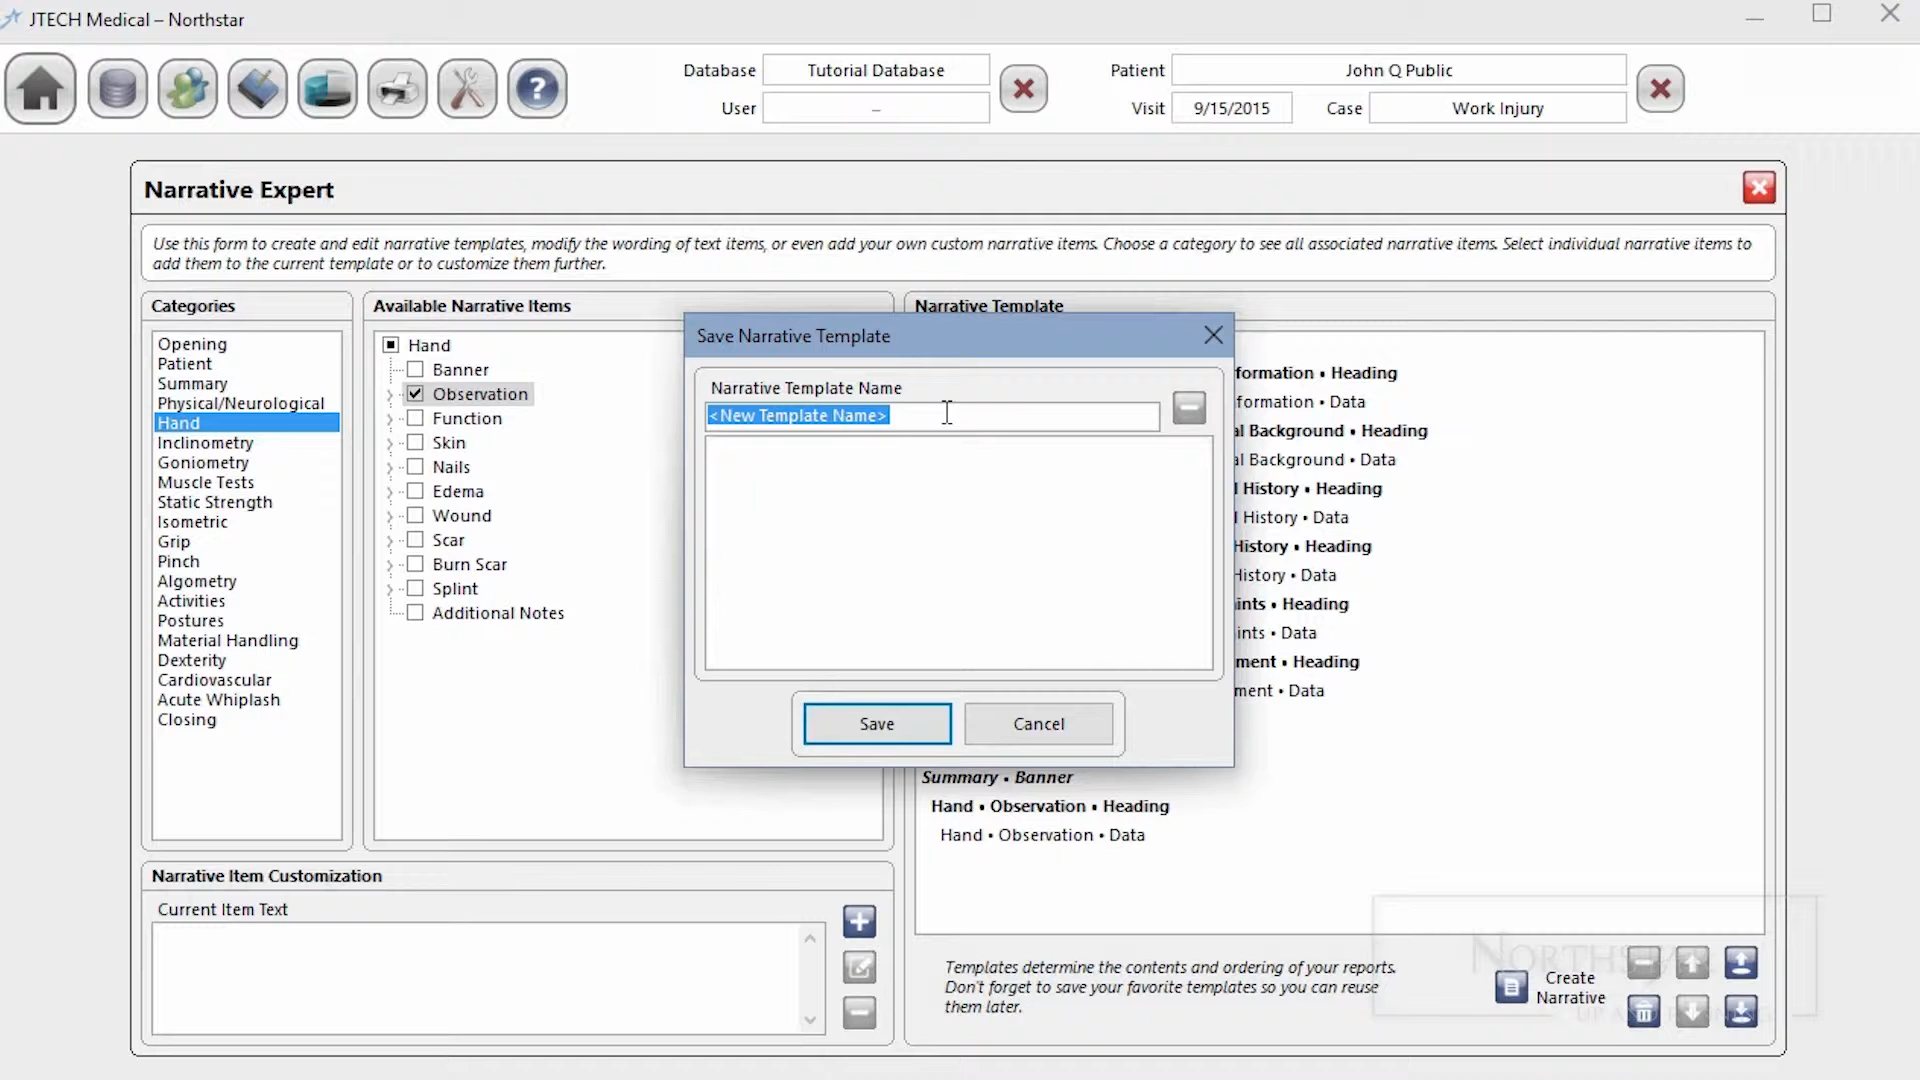 JTECH Medical – Northstar
Database
Tutorial Database
Patient
John Q Public
User
–
Visit
9/15/2015
Case
Work Injury
Narrative Expert
Use this form to create and edit narrative templates, modify the wording of text items, or even add your own custom narrative items. Choose a category to see all associated narrative items. Select individual narrative items to
add them to the current template or to customize them further.
Categories
Opening
Patient
Summary
Physical/Neurological
Hand
Inclinometry
Goniometry
Muscle Tests
Static Strength
Isometric
Grip
Pinch
Algometry
Activities
Postures
Material Handling
Dexterity
Cardiovascular
Acute Whiplash
Closing
Available Narrative Items
Hand
Banner
Observation
Function
Skin
Nails
Edema
Wound
Scar
Burn Scar
Splint
Additional Notes
Save Narrative Template
Narrative Template Name
<New Template Name>
Save
Cancel
Narrative Template
formation ▪ Heading
formation • Data
al Background ▪ Heading
al Background • Data
History ▪ Heading
History • Data
History ▪ Heading
History • Data
ints ▪ Heading
ints • Data
ment ▪ Heading
ment • Data
Summary ▪ Banner
Hand ▪ Observation ▪ Heading
Hand • Observation • Data
Narrative Item Customization
Current Item Text
Templates determine the contents and ordering of your reports.
Don't forget to save your favorite templates so you can reuse
them later.
Create
Narrative